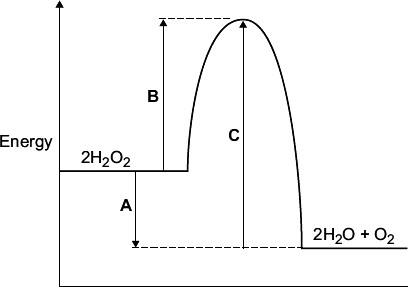 B
Energy
2H₂O₂
C
A
2H₂O + O₂